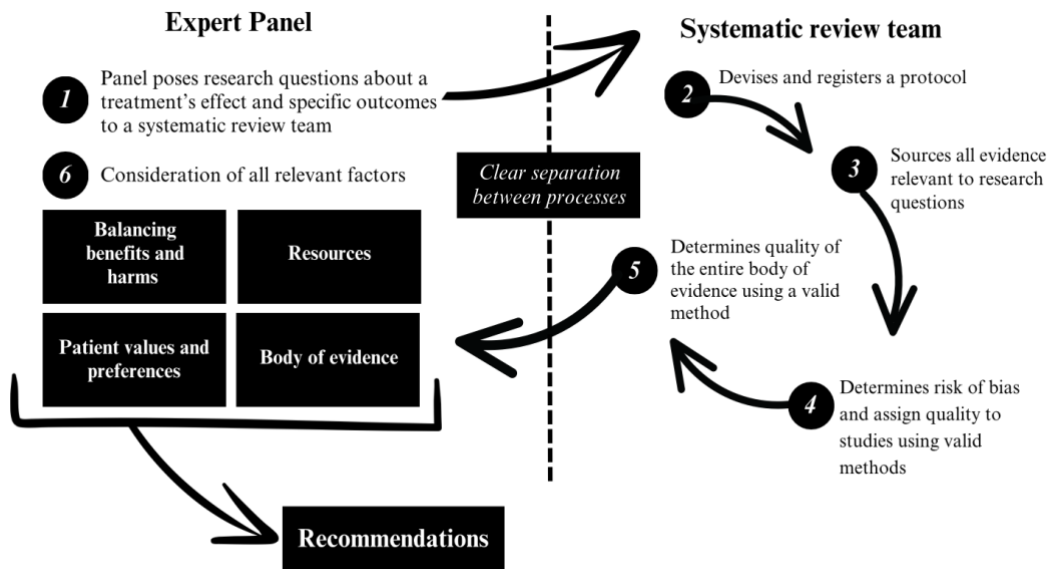 Expert Panel
1
Panel poses research questions about a
treatment's effect and specific outcomes
to a systematic review team
6
Consideration of all relevant factors
Balancing
benefits and
harms
Resources
Patient values and
preferences
Body of evidence
Recommendations
Clear separation
between processes
Systematic review team
2
Devises and registers a protocol
3
Sources all evidence
relevant to research
questions
4
Determines risk of bias
and assign quality to
studies using valid
methods
5
Determines quality of
the entire body of
evidence using a valid
method